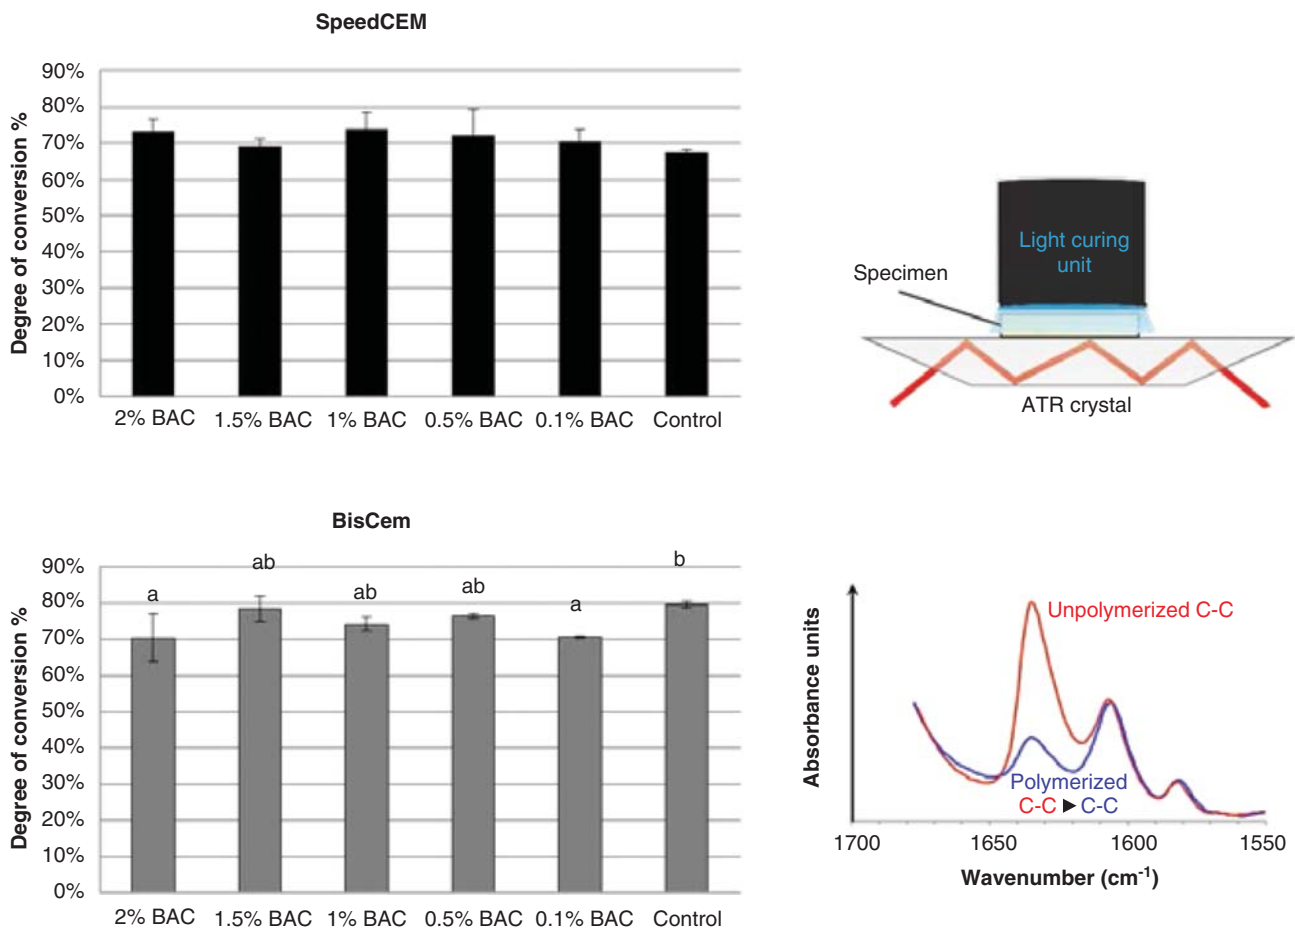 SpeedCEM
Degree of conversion %
90%
80%
70%
60%
50%
40%
30%
20%
10%
0%
2% BAC 1.5% BAC 1% BAC 0.5% BAC 0.1% BAC Control
Light curing
unit
Specimen
ATR crystal
BisCem
Degree of conversion %
90%
80%
70%
60%
50%
40%
30%
20%
10%
0%
a ab ab ab a b
2% BAC 1.5% BAC 1% BAC 0.5% BAC 0.1% BAC Control
Absorbance units
Unpolymerized C-C
Polymerized
C-C ▶ C-C
1700 1650 1600 1550
Wavenumber (cm⁻¹)